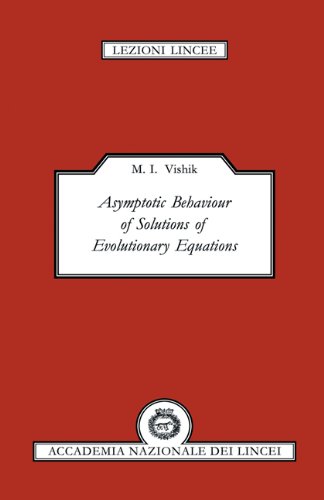 LEZIONI LINCEE
M. I. Vishik
Asymptotic Behaviour
of Solutions of
Evolutionary Equations
ACCADEMIA NAZIONALE DEI LINCEI